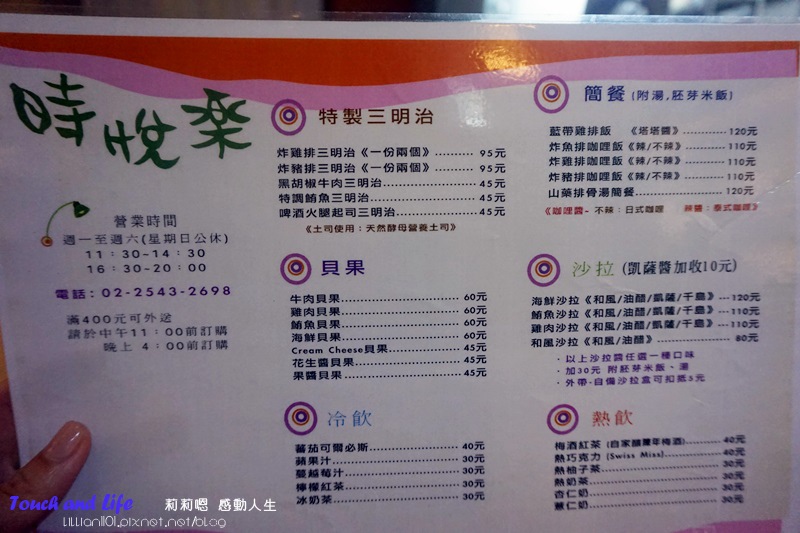 時悅樂
營業時間
週一至週六(星期日公休)
11：30~14：30
16：30~20：00
電話：02-2543-2698
滿400元可外送
請於中午11：00前訂購
晚上 4：00前訂購
特製三明治
炸雞排三明治《一份兩個》.......... 95元
炸豬排三明治《一份兩個》.......... 95元
黑胡椒牛肉三明治.......................... 45元
特調鮪魚三明治.............................. 45元
啤酒火腿起司三明治...................... 45元
《土司使用：天然酵母營養土司》
貝果
牛肉貝果.............................. 60元
雞肉貝果.............................. 60元
鮪魚貝果.............................. 60元
海鮮貝果.............................. 60元
Cream Cheese貝果.............. 45元
花生醬貝果.......................... 45元
果醬貝果.............................. 45元
冷飲
蕃茄可爾必斯...................... 40元
蘋果汁.................................. 30元
蔓越莓汁.............................. 30元
檸檬紅茶.............................. 30元
冰奶茶.................................. 30元
簡餐 (附湯,胚芽米飯)
藍帶雞排飯 《塔塔醬》.............. 120元
炸魚排咖哩飯《辣/不辣》.......... 110元
炸雞排咖哩飯《辣/不辣》.......... 110元
炸豬排咖哩飯《辣/不辣》.......... 110元
山藥排骨湯簡餐.......................... 120元
《咖哩醬- 不辣：日式咖哩 辣醬：泰式咖哩》
沙拉 (凱薩醬加收10元)
海鮮沙拉《和風/油醋/凱薩/千島》...120元
鮪魚沙拉《和風/油醋/凱薩/千島》...110元
雞肉沙拉《和風/油醋/凱薩/千島》...110元
和風沙拉《和風/油醋》.................. 80元
．以上沙拉醬任選一種口味
．加30元 附胚芽米飯、湯
．外帶-自備沙拉盒可扣抵5元
熱飲
梅酒紅茶 (自家釀陳年梅酒)........... 40元
熱巧克力 (Swiss Miss).................. 40元
熱柚子茶...................................... 30元
熱奶茶.......................................... 30元
杏仁奶.......................................... 30元
薏仁奶.......................................... 30元
Touch and Life 莉莉嗯 感動人生
LILLIAN1101.pixnet.net/blog